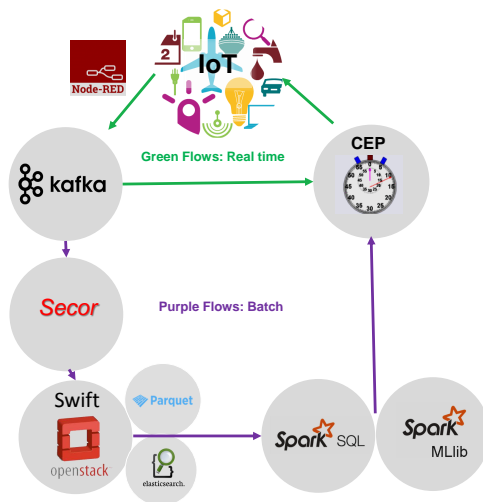 IoT
2
Node-RED
Green Flows: Real time
CEP
kafka
Secor
Purple Flows: Batch
Swift
openstack
Parquet
elasticsearch.
Spark SQL
Spark
MLlib